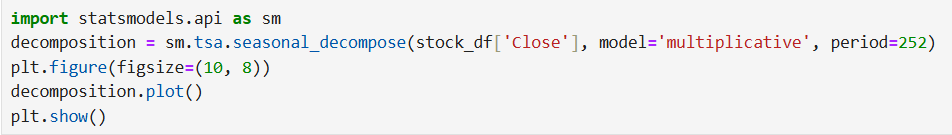 import statsmodels.api as sm
decomposition = sm.tsa.seasonal_decompose(stock_df['Close'], model='multiplicative', period=252)
plt.figure(figsize=(10, 8))
decomposition.plot()
plt.show()